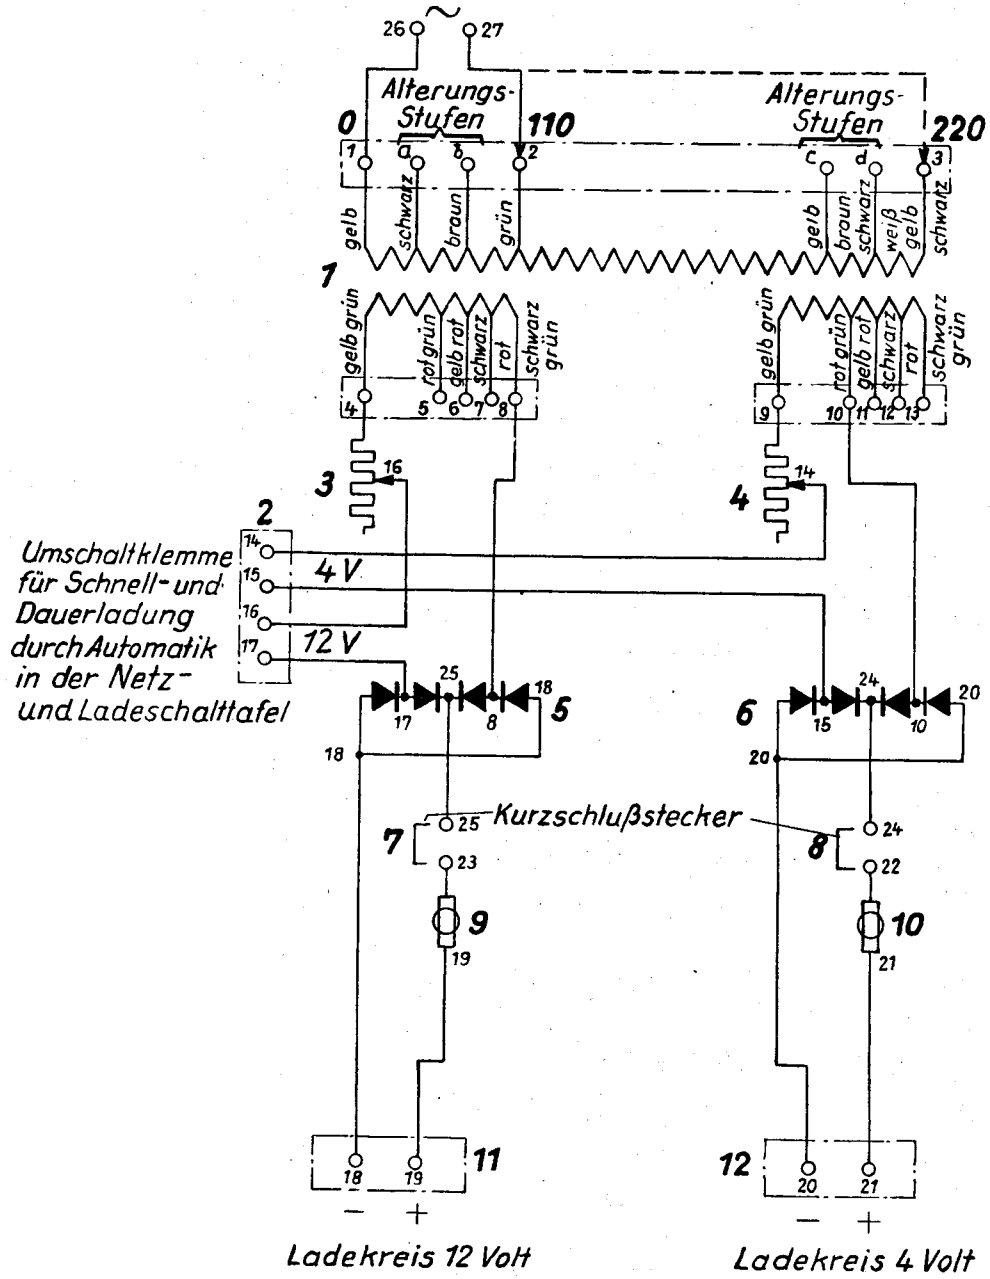 ~
26 27
Alterungs-
Stufen
Alterungs-
Stufen
0 110 220
1 a b 2 c d 3
gelb schwarz braun grün gelb braun schwarz weiß gelb schwarz
1
gelb grün rot grün gelb rot schwarz rot schwarz grün
gelb grün rot grün gelb rot schwarz rot schwarz grün
4 5 6 7 8 9 10 11 12 13
3 16 4 14
2
14
15
16
17
4 V
12 V
Umschaltklemme
für Schnell- und
Dauerladung
durch Automatik
in der Netz-
und Ladeschalttafel
25 18 5
17 8
18
24 20
6 15 10
20
Kurzschlußstecker
7 25
23
8 24
22
9
19
10
21
11
18 19
12
20 21
- +
- +
Ladekreis 12 Volt
Ladekreis 4 Volt